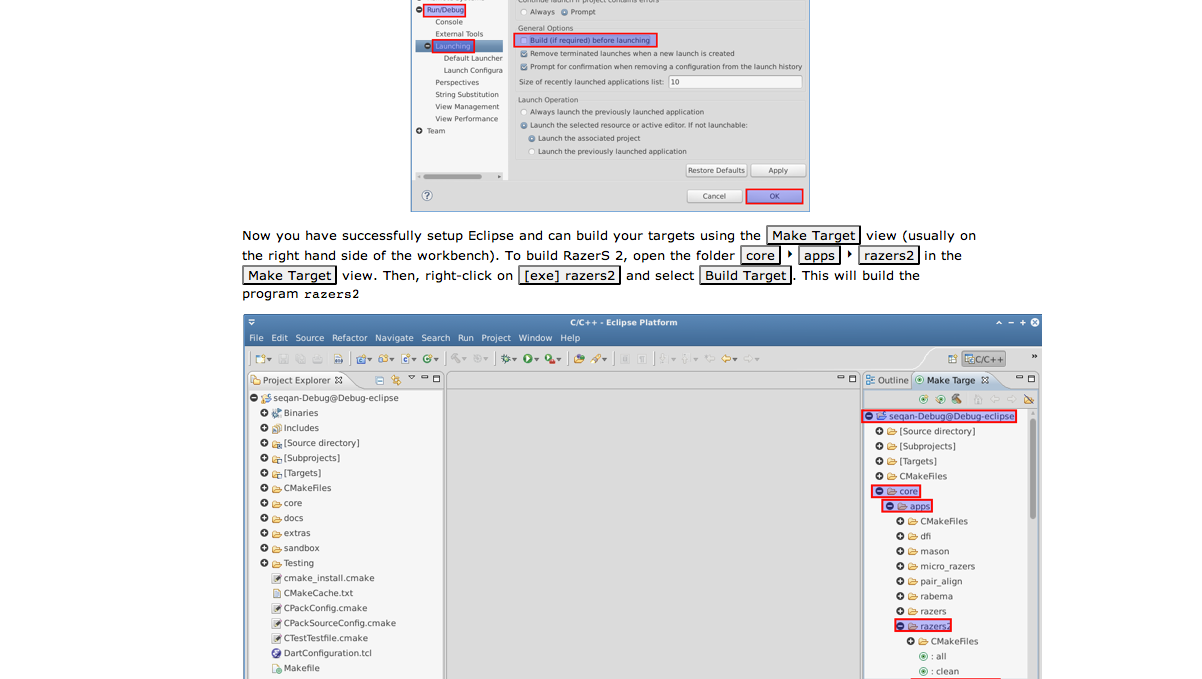 Continue launch if project contains errors
Run/Debug
Always Prompt
Console
General Options
External Tools
Build (if required) before launching
Launching
Remove terminated launches when a new launch is created
Default Launcher
Prompt for confirmation when removing a configuration from the launch history
Launch Configura
Perspectives
Size of recently launched applications list: 10
String Substitution
Launch Operation
View Management
Always launch the previously launched application
View Performance
Launch the selected resource or active editor. If not launchable:
Team
Launch the associated project
Launch the previously launched application
Restore Defaults Apply
Cancel OK
Now you have successfully setup Eclipse and can build your targets using the Make Target view (usually on
the right hand side of the workbench). To build RazerS 2, open the folder core ‣ apps ‣ razers2 in the
Make Target view. Then, right-click on [exe] razers2 and select Build Target. This will build the
program razers2
C/C++ - Eclipse Platform
File Edit Source Refactor Navigate Search Run Project Window Help
C/C++
Project Explorer
Outline Make Targe
seqan-Debug@Debug-eclipse
Binaries
Includes
[Source directory]
[Subprojects]
[Targets]
CMakeFiles
core
docs
extras
sandbox
Testing
cmake_install.cmake
CMakeCache.txt
CPackConfig.cmake
CPackSourceConfig.cmake
CTestTestfile.cmake
DartConfiguration.tcl
Makefile
seqan-Debug@Debug-eclipse
[Source directory]
[Subprojects]
[Targets]
CMakeFiles
core
apps
CMakeFiles
dfi
mason
micro_razers
pair_align
rabema
razers
razers2
CMakeFiles
: all
: clean